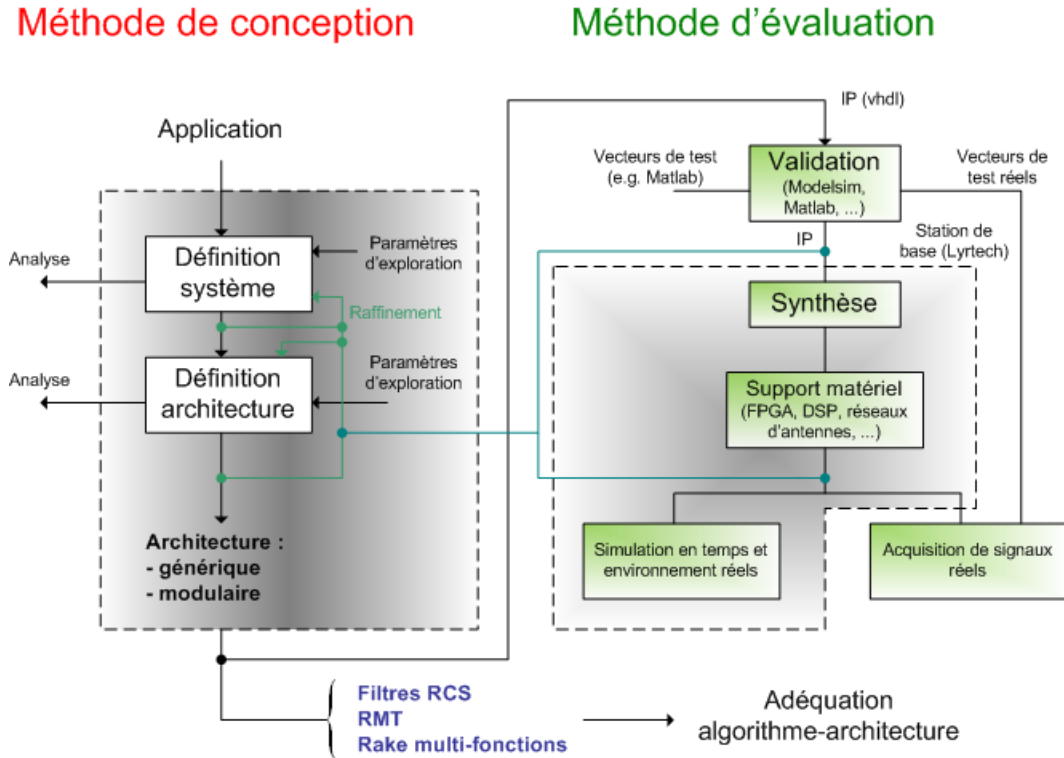 Méthode de conception
Méthode d'évaluation
Application
Analyse
Définition
système
Paramètres
d'exploration
Raffinement
Analyse
Définition
architecture
Paramètres
d'exploration
Architecture :
- générique
- modulaire
IP (vhdl)
Vecteurs de test
(e.g. Matlab)
Validation
(Modelsim,
Matlab, ...)
Vecteurs de
test réels
IP
Station de
base (Lyrtech)
Synthèse
Support matériel
(FPGA, DSP, réseaux
d'antennes, ...)
Simulation en temps et
environnement réels
Acquisition de signaux
réels
Filtres RCS
RMT
Rake multi-fonctions
Adéquation
algorithme-architecture